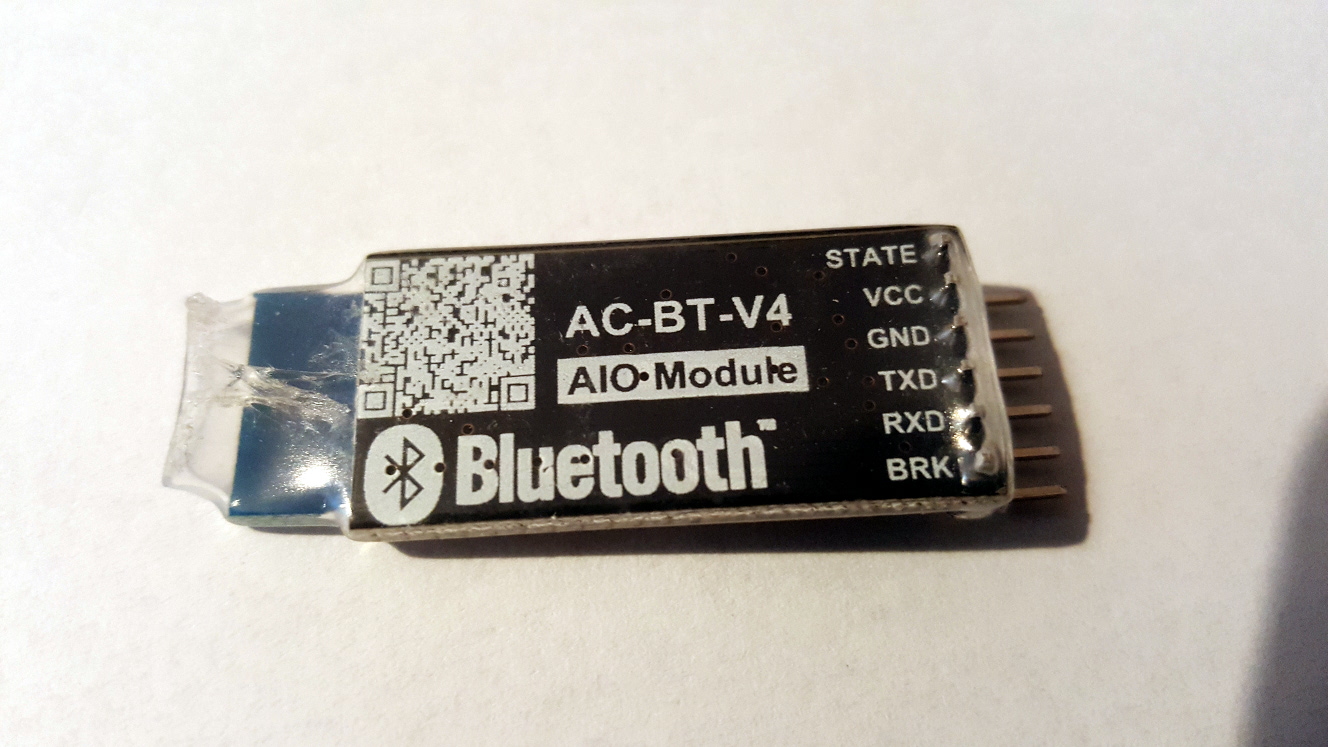 AC-BT-V4
AIO Module
Bluetooth™
STATE
VCC
GND
TXD
RXD
BRK